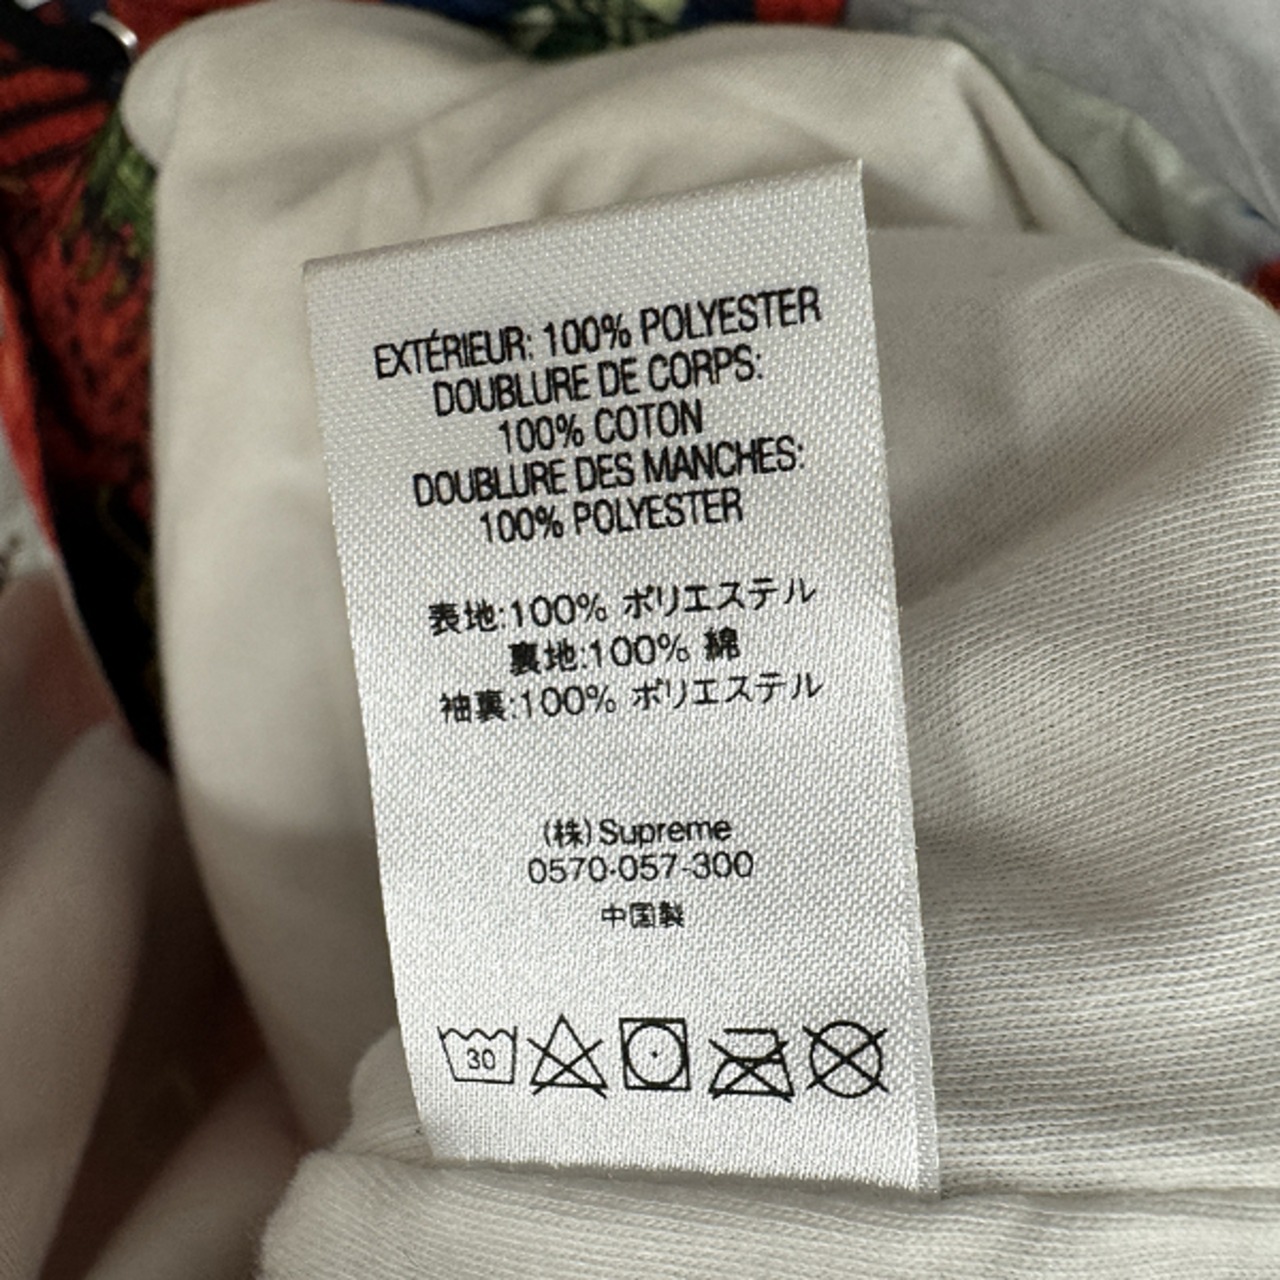 EXTÉRIEUR: 100% POLYESTER
DOUBLURE DE CORPS:
100% COTON
DOUBLURE DES MANCHES:
100% POLYESTER
表地:100% ポリエステル
裏地:100% 綿
袖裏:100% ポリエステル
(株)Supreme
0570-057-300
中国製
30